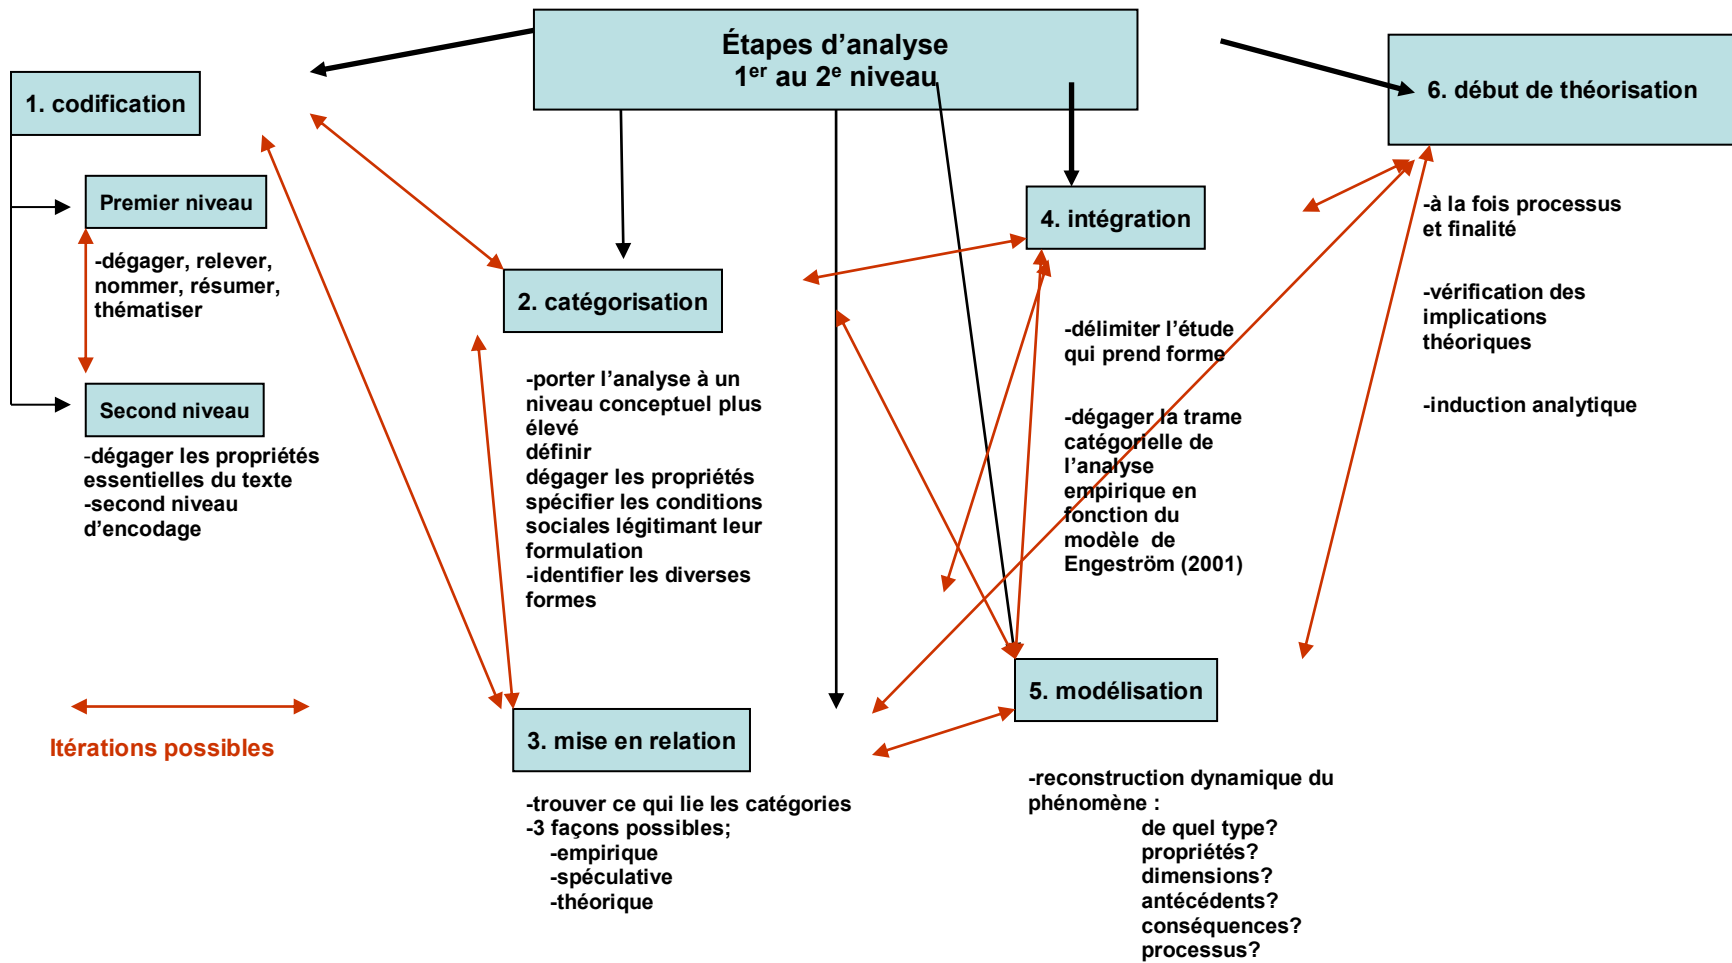 Étapes d’analyse
1er au 2e niveau
1. codification
Premier niveau
-dégager, relever,
nommer, résumer,
thématiser
Second niveau
-dégager les propriétés
essentielles du texte
-second niveau
d’encodage
2. catégorisation
-porter l’analyse à un
niveau conceptuel plus
élevé
définir
dégager les propriétés
spécifier les conditions
sociales légitimant leur
formulation
-identifier les diverses
formes
3. mise en relation
-trouver ce qui lie les catégories
-3 façons possibles;
-empirique
-spéculative
-théorique
4. intégration
-délimiter l’étude
qui prend forme
-dégager la trame
catégorielle de
l’analyse
empirique en
fonction du
modèle de
Engeström (2001)
5. modélisation
-reconstruction dynamique du
phénomène :
de quel type?
propriétés?
dimensions?
antécédents?
conséquences?
processus?
6. début de théorisation
-à la fois processus
et finalité
-vérification des
implications
théoriques
-induction analytique
Itérations possibles